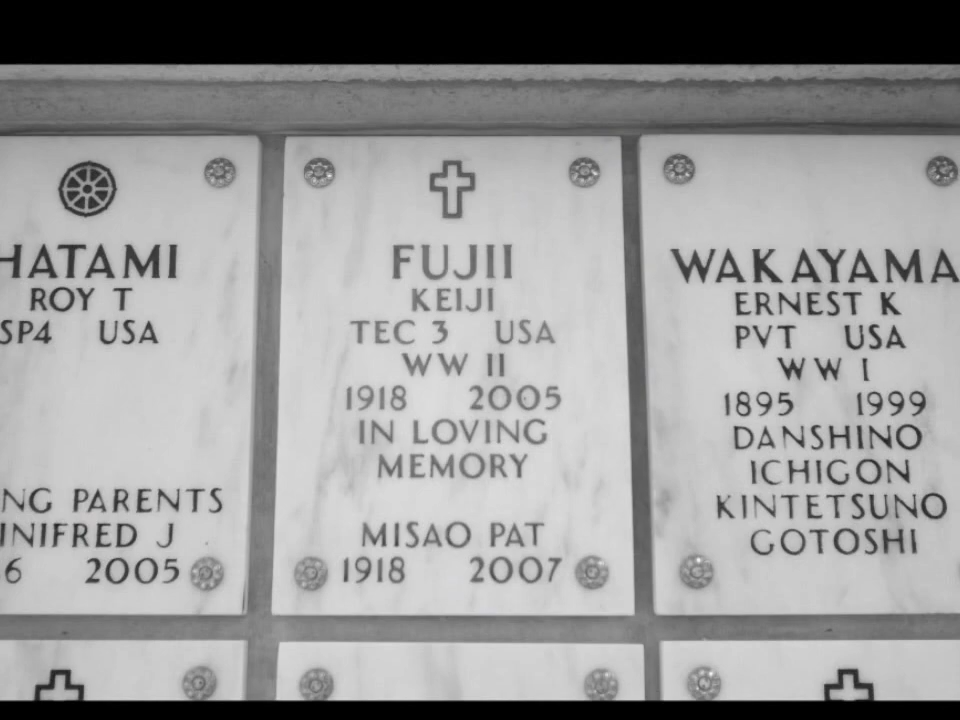 HATAMI
ROY T
SP4 USA
NG PARENTS
INIFRED J
6 2005
FUJII
KEIJI
TEC 3 USA
WW II
1918 2005
IN LOVING
MEMORY
MISAO PAT
1918 2007
WAKAYAMA
ERNEST K
PVT USA
WW I
1895 1999
DANSHINO
ICHIGON
KINTETSUNO
GOTOSHI